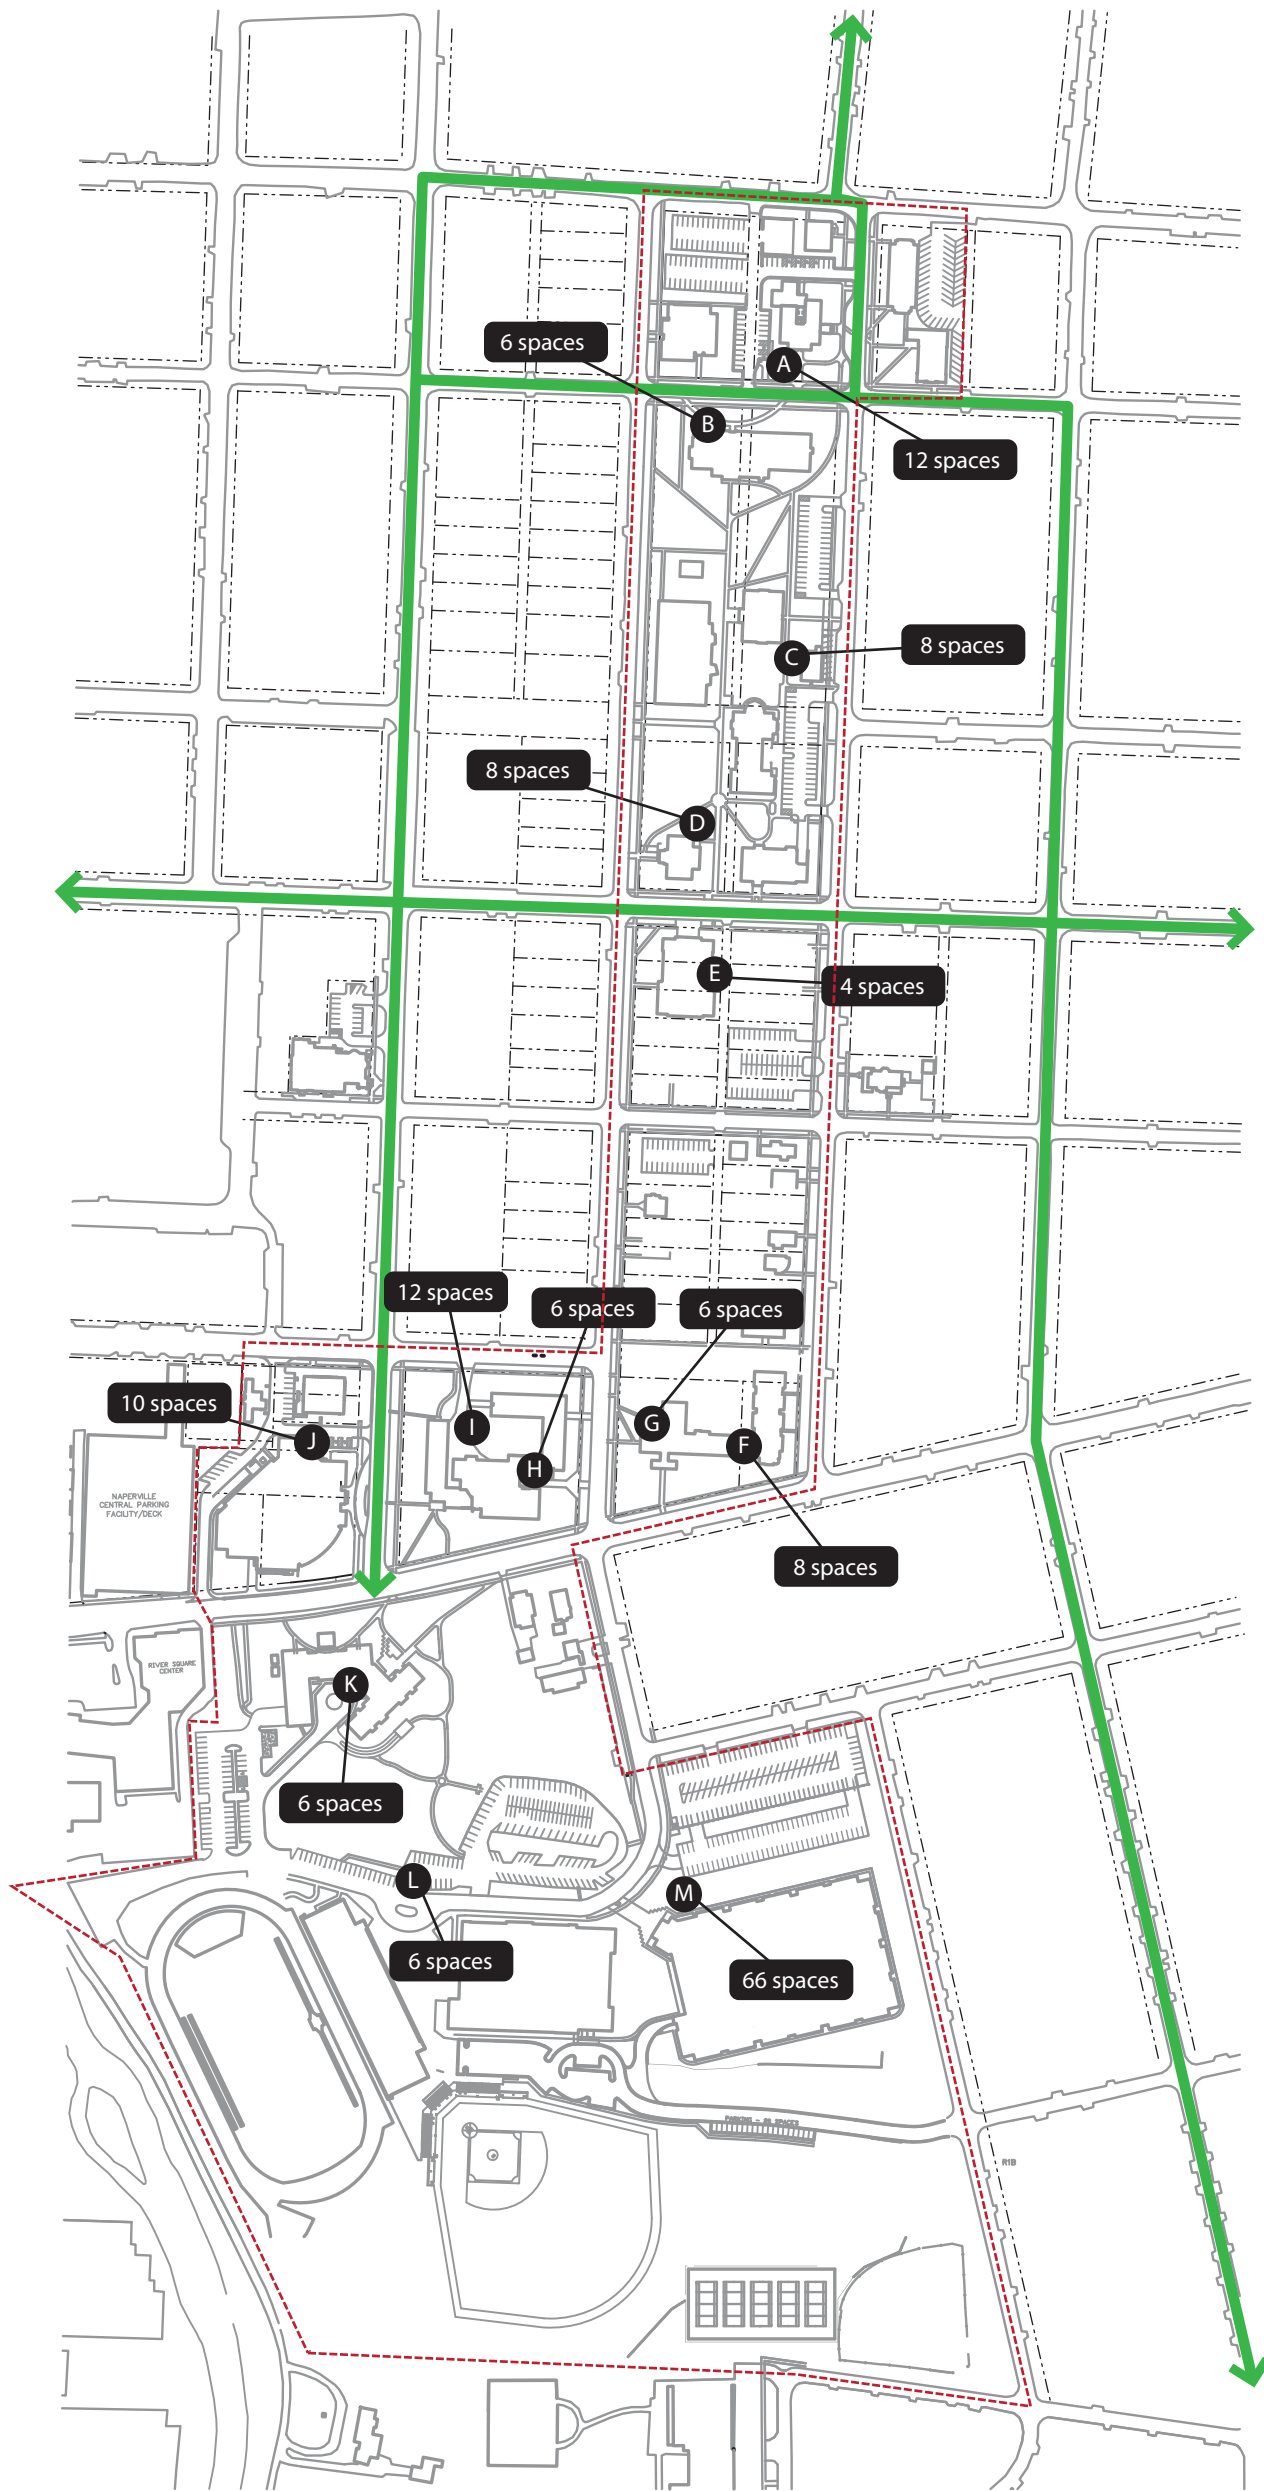 6 spaces
A
B
12 spaces
C
8 spaces
8 spaces
D
E
4 spaces
12 spaces
6 spaces
6 spaces
10 spaces
J
I
G
F
H
NAPERVILLE
CENTRAL PARKING
FACILITY/DECK
8 spaces
RIVER SQUARE
CENTER
K
6 spaces
L
M
6 spaces
66 spaces
R1B